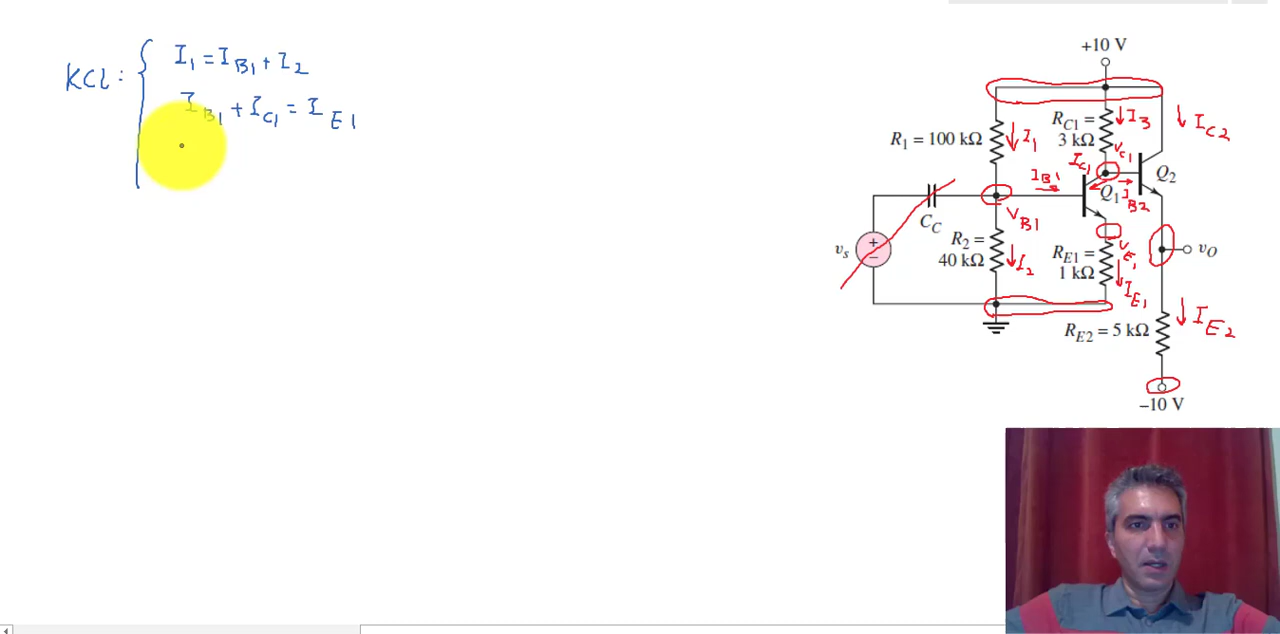 KCL:
I1 = IB1 + I2
IB1 + IC1 = IE1
+10 V
RC1 =
3 kΩ
I3
IC2
R1 = 100 kΩ
I1
VC1
IC1
Q1
Q2
IB1
IB2
CC
VB1
vs
+
−
R2 =
40 kΩ
I2
RE1 =
1 kΩ
VE1
IE1
vO
RE2 = 5 kΩ
IE2
−10 V